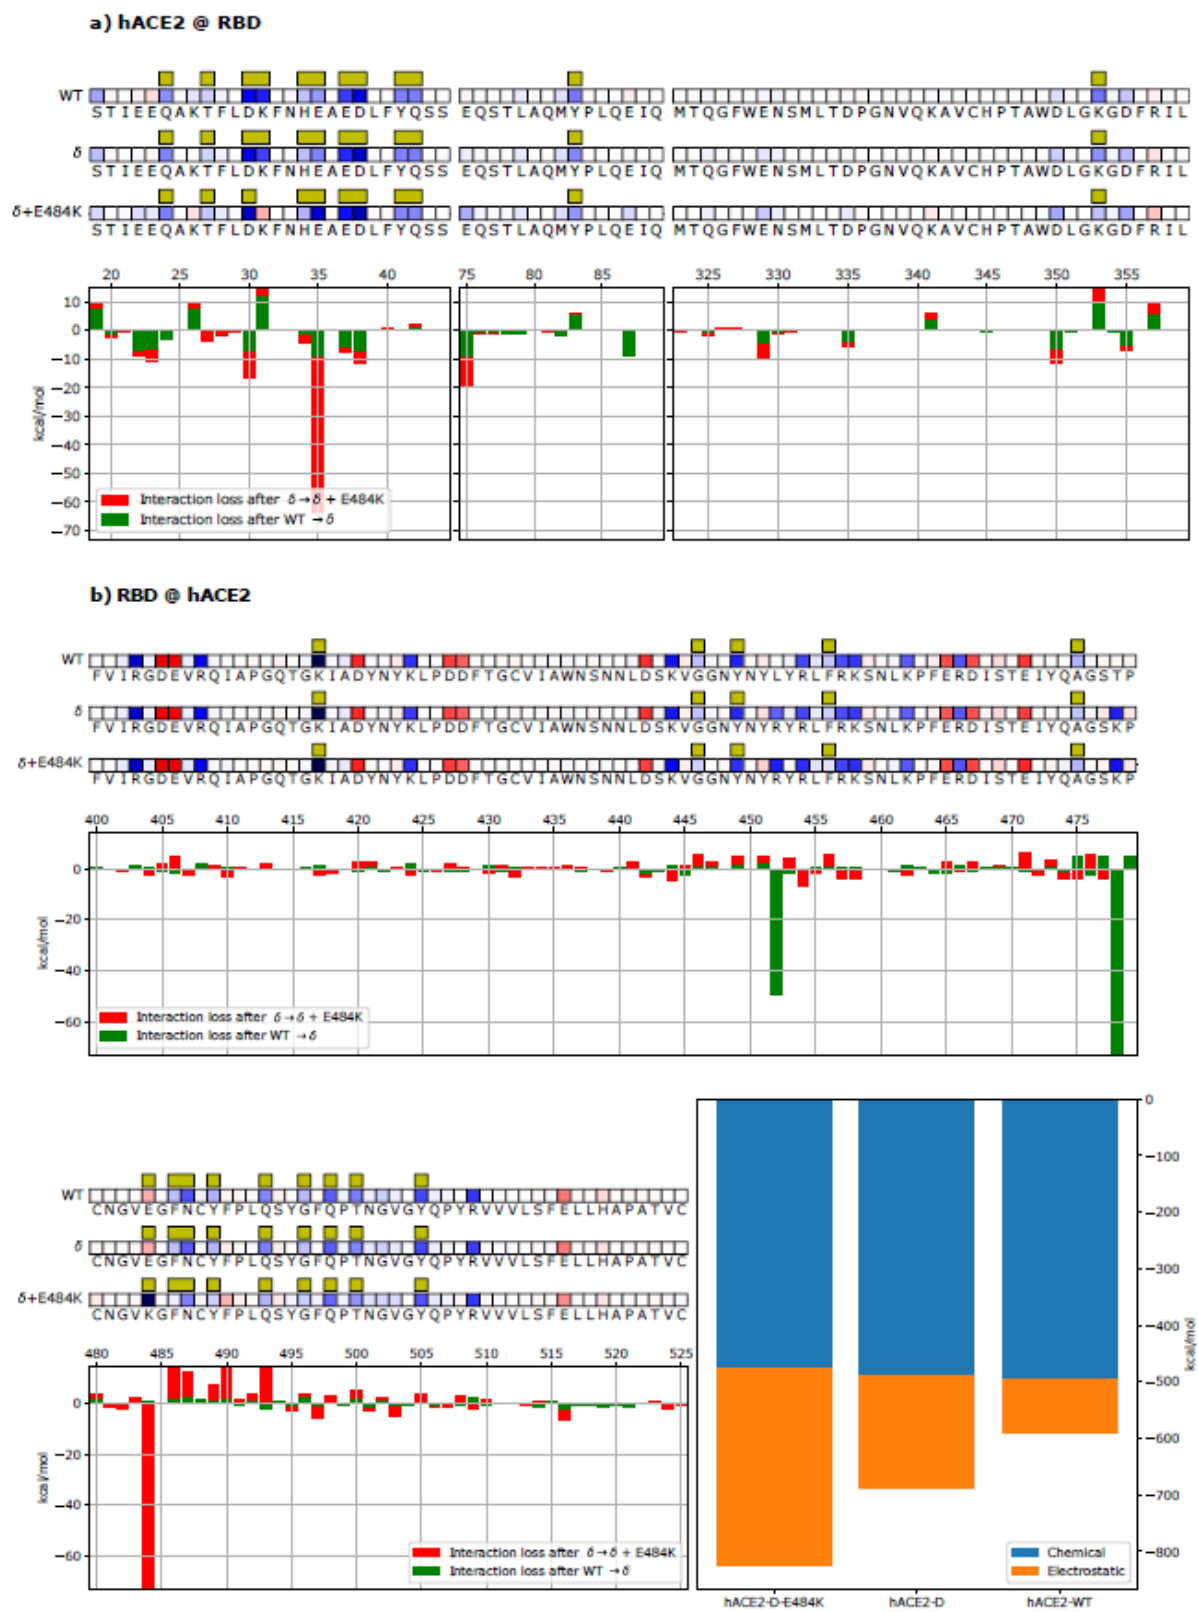 a) hACE2 @ RBD
WT
STIEEQAKTFLDKFNHEAEDLFYQSS EQSTLAQMYPLQEIQ MTQGFWENSMLTDPGNVQKAVCHPTAWDLGKGDFRIL
δ
STIEEQAKTFLDKFNHEAEDLFYQSS EQSTLAQMYPLQEIQ MTQGFWENSMLTDPGNVQKAVCHPTAWDLGKGDFRIL
δ+E484K
STIEEQAKTFLDKFNHEAEDLFYQSS EQSTLAQMYPLQEIQ MTQGFWENSMLTDPGNVQKAVCHPTAWDLGKGDFRIL
20 25 30 35 40 75 80 85 325 330 335 340 345 350 355
10
0
−10
−20
−30
−40
−50
−60
−70
kcal/mol
Interaction loss after δ→δ + E484K
Interaction loss after WT →δ
b) RBD @ hACE2
WT
FVIRGDEVRQIAPGQTGKIADYNYKLPDDFTGCVIAWNSNNLDSKVGGNYNYLYRLFRKSNLKPFERDISTEIYQAGSTP
δ
FVIRGDEVRQIAPGQTGKIADYNYKLPDDFTGCVIAWNSNNLDSKVGGNYNYRYRLFRKSNLKPFERDISTEIYQAGSKP
δ+E484K
FVIRGDEVRQIAPGQTGKIADYNYKLPDDFTGCVIAWNSNNLDSKVGGNYNYRYRLFRKSNLKPFERDISTEIYQAGSKP
400 405 410 415 420 425 430 435 440 445 450 455 460 465 470 475
0
−20
−40
−60
kcal/mol
Interaction loss after δ→δ + E484K
Interaction loss after WT →δ
WT
CNGVEGFNCYFPLQSYGFQPTNGVGYQPYRVVVLSFELLHAPATVC
δ
CNGVEGFNCYFPLQSYGFQPTNGVGYQPYRVVVLSFELLHAPATVC
δ+E484K
CNGVKGFNCYFPLQSYGFQPTNGVGYQPYRVVVLSFELLHAPATVC
480 485 490 495 500 505 510 515 520 525
0
−20
−40
−60
kcal/mol
Interaction loss after δ→δ + E484K
Interaction loss after WT →δ
0
−100
−200
−300
−400
−500
−600
−700
−800
kcal/mol
Chemical
Electrostatic
hACE2-D-E484K hACE2-D hACE2-WT